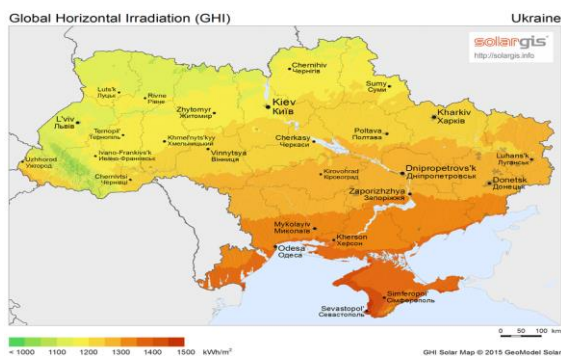 Global Horizontal Irradiation (GHI)
Ukraine
solargis
http://solargis.info
Chernihiv
Чернігів
Luts'k
Луцьк
Rivne
Рівне
Kiev
Київ
Sumy
Суми
L'viv
Львів
Zhytomyr
Житомир
Kharkiv
Харків
Ternopil'
Тернопіль
Khmel'nyts'kyy
Хмельницький
Poltava
Полтава
Cherkasy
Черкаси
Uzhhorod
Ужгород
Ivano-Frankivs'k
Івано-Франківськ
Vinnytsya
Вінниця
Luhans'k
Луганськ
Chernivtsi
Чернівці
Kirovohrad
Кіровоград
Dnipropetrovs'k
Дніпропетровськ
Donetsk
Донецьк
Zaporizhzhya
Запоріжжя
Mykolayiv
Миколаїв
Kherson
Херсон
Odesa
Одеса
Simferopol'
Сімферополь
Sevastopol'
Севастополь
0 50 100 km
< 1000 1100 1200 1300 1400 1500 kWh/m²
GHI Solar Map © 2015 GeoModel Solar